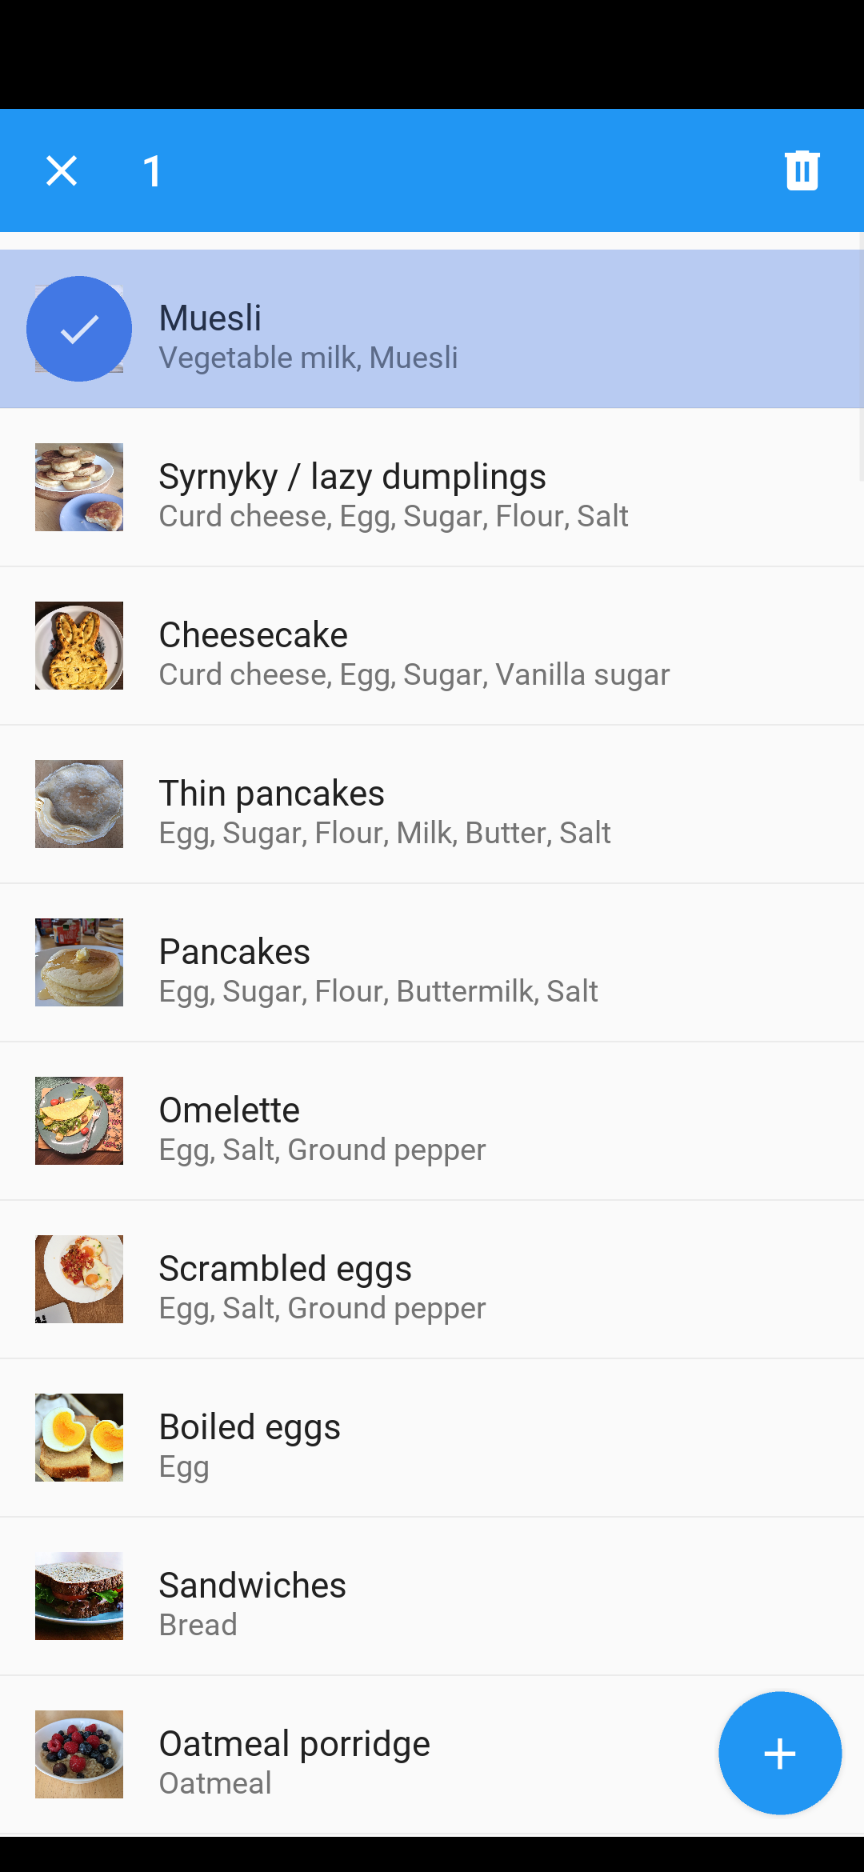 1
Muesli
Vegetable milk, Muesli
Syrnyky / lazy dumplings
Curd cheese, Egg, Sugar, Flour, Salt
Cheesecake
Curd cheese, Egg, Sugar, Vanilla sugar
Thin pancakes
Egg, Sugar, Flour, Milk, Butter, Salt
Pancakes
Egg, Sugar, Flour, Buttermilk, Salt
Omelette
Egg, Salt, Ground pepper
Scrambled eggs
Egg, Salt, Ground pepper
Boiled eggs
Egg
Sandwiches
Bread
Oatmeal porridge
Oatmeal